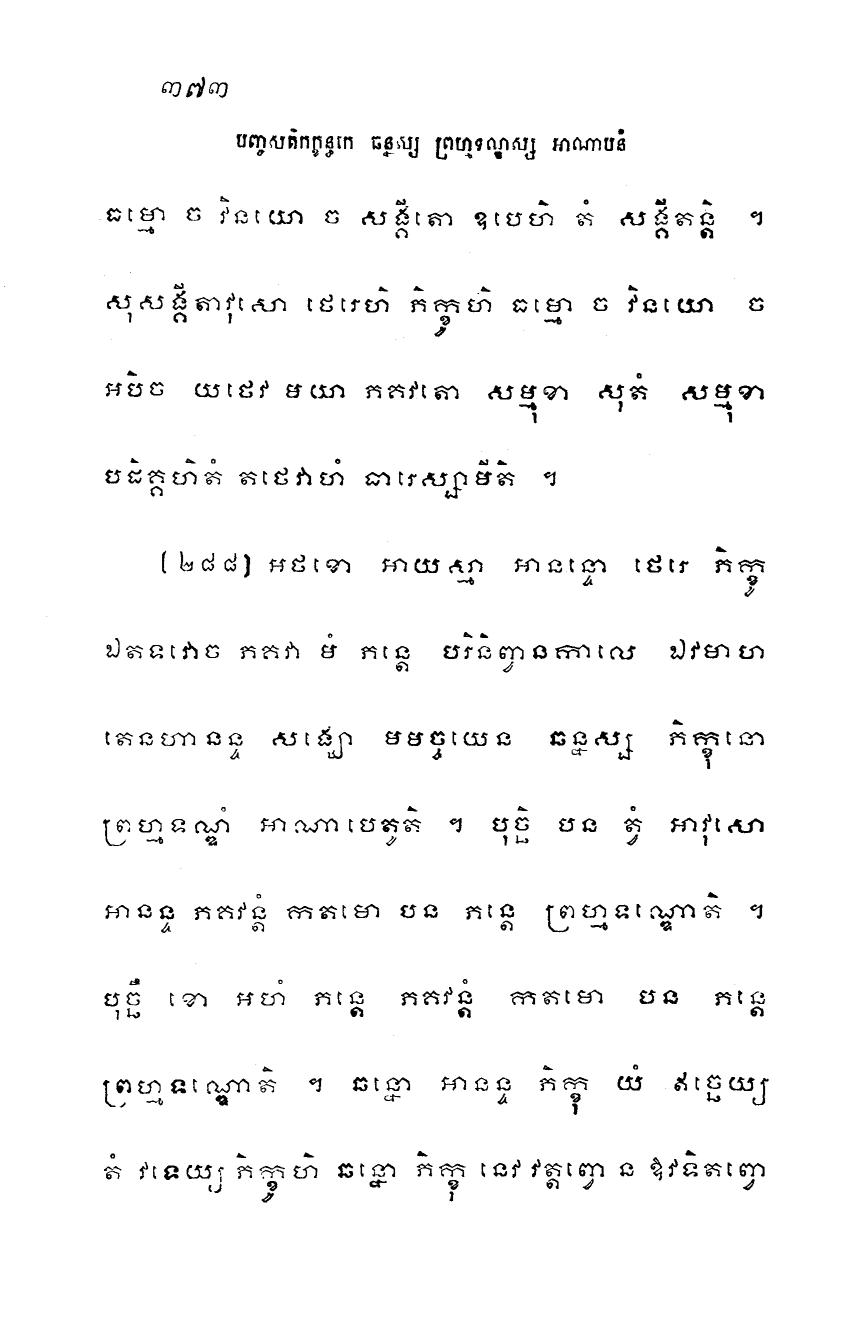 ៣៧៣
បញ្ចសតិកក្ខន្ធកេ ឆន្នស្ស ព្រហ្មទណ្ឌស្ស អាណាបនំ
ធម្មោ ច វិនយោ ច សង្គីតោ ឧបេហិ តំ សង្គីតន្តិ ។
សុសង្គីតាវុសោ ថេរេហិ ភិក្ខូហិ ធម្មោ ច វិនយោ ច
អបិច យថេវ មយា ភគវតោ សម្មុខា សុតំ សម្មុខា
បដិគ្គហិតំ តថេវាហំ ធារេស្សាមីតិ ។
(២៨៨) អថខោ អាយស្មា អានន្ទោ ថេរេ ភិក្ខូ
ឯតទវោច ភគវា មំ ភន្តេ បរិនិញ្វានកាលេ ឯវមាហ
តេនហានន្ទ សង្ឃោ មមច្ចយេន ឆន្នស្ស ភិក្ខុនោ
ព្រហ្មទណ្ឌំ អាណាបេតូតិ ។ បុច្ឆិ បន ត្វំ អាវុសោ
អានន្ទ ភគវន្តំ កាតមោ បន ភន្តេ ព្រហ្មទណ្ឌោតិ ។
បុច្ឆឹ ខោ អហំ ភន្តេ ភគវន្តំ កាតមោ បន ភន្តេ
ព្រហ្មទណ្ឌោតិ ។ ឆន្នោ អានន្ទ ភិក្ខុ យំ ឥច្ឆេយ្យ
តំ វទេយ្យ ភិក្ខូហិ ឆន្នោ ភិក្ខុ នេវ វត្តញ្វោ ន ឱវទិតញ្វោ